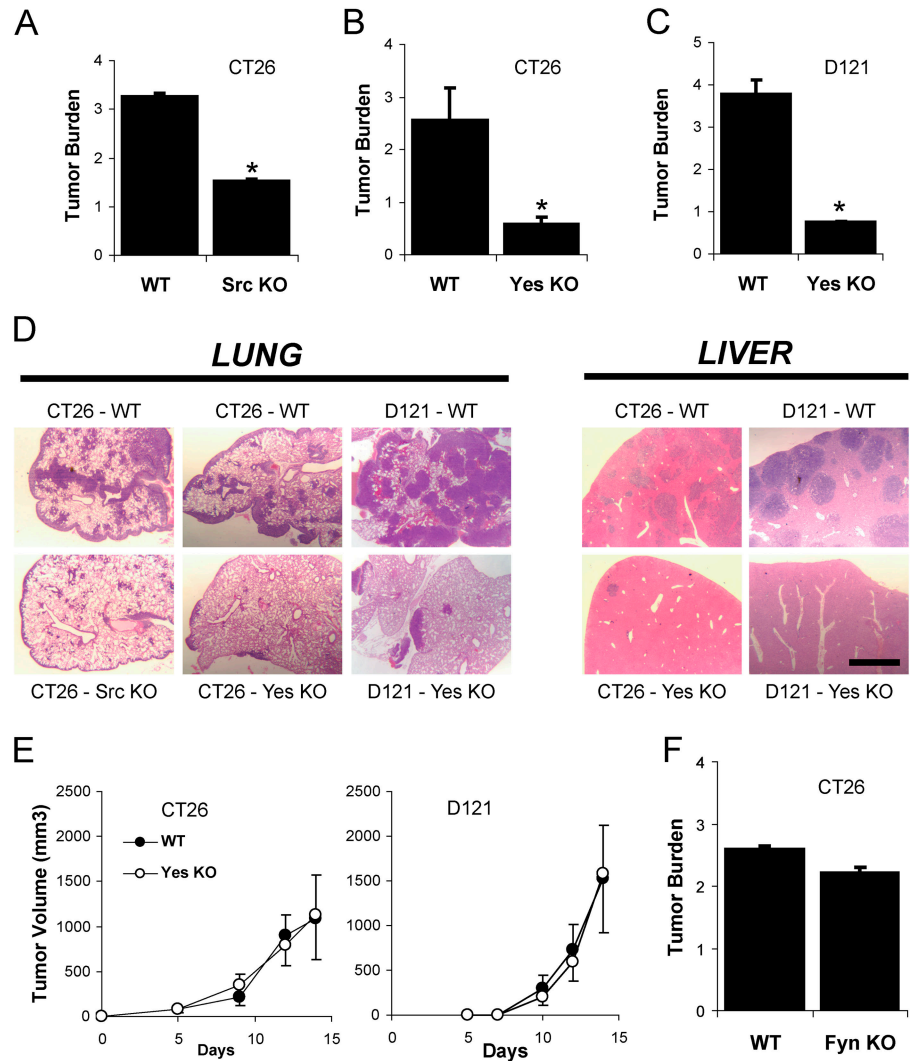 A
CT26
Tumor Burden
4
3
2
1
0
WT
Src KO
*
B
CT26
Tumor Burden
4
3
2
1
0
WT
Yes KO
*
C
D121
Tumor Burden
5
4
3
2
1
0
WT
Yes KO
*
D
LUNG
LIVER
CT26 - WT
CT26 - WT
D121 - WT
CT26 - WT
D121 - WT
CT26 - Src KO
CT26 - Yes KO
D121 - Yes KO
CT26 - Yes KO
D121 - Yes KO
E
CT26
WT
Yes KO
Tumor Volume (mm3)
2500
2000
1500
1000
500
0
0
5
10
15
Days
D121
2500
2000
1500
1000
500
0
0
5
10
15
Days
F
CT26
Tumor Burden
4
3
2
1
0
WT
Fyn KO